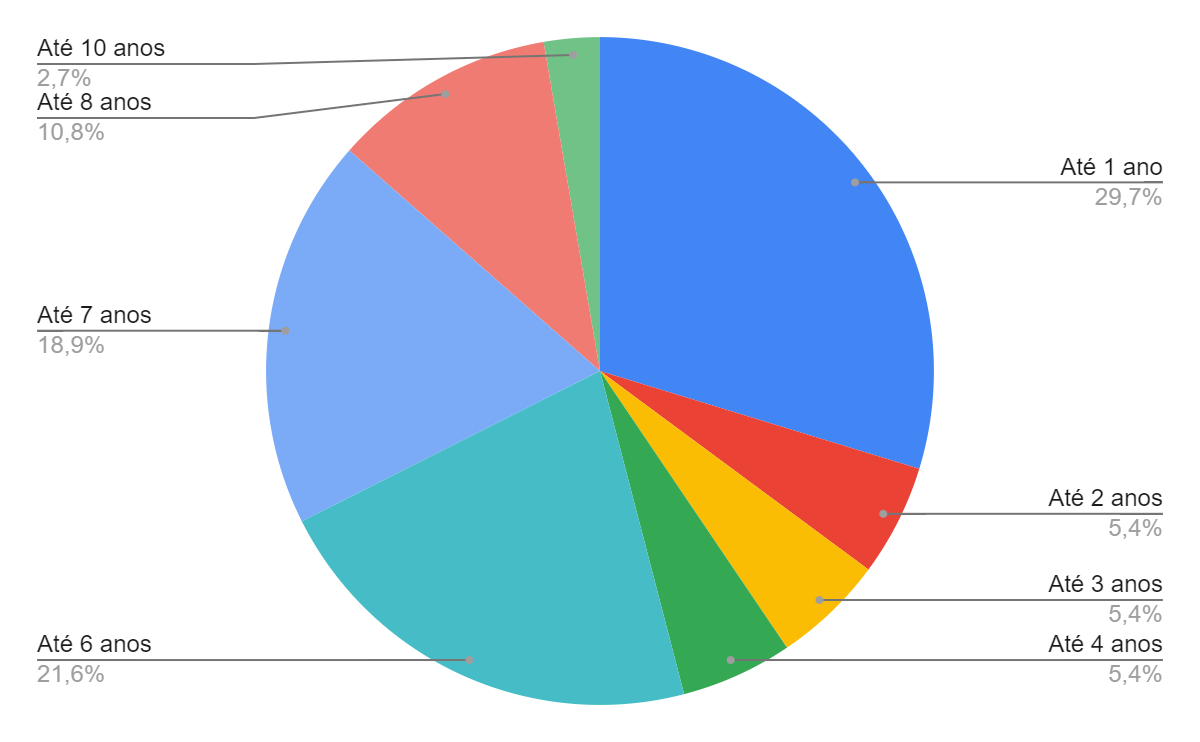 Até 10 anos
2,7%
Até 8 anos
10,8%
Até 7 anos
18,9%
Até 6 anos
21,6%
Até 1 ano
29,7%
Até 2 anos
5,4%
Até 3 anos
5,4%
Até 4 anos
5,4%